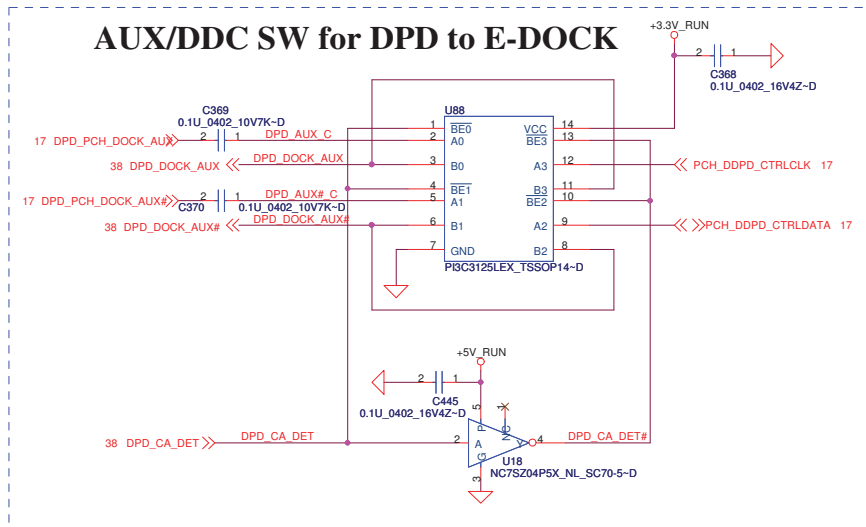 AUX/DDC SW for DPD to E-DOCK
+3.3V_RUN
2 1
C368
0.1U_0402_16V4Z~D
C369
0.1U_0402_10V7K~D
U88
17 DPD_PCH_DOCK_AUX 2 1 DPD_AUX_C
38 DPD_DOCK_AUX DPD_DOCK_AUX
17 DPD_PCH_DOCK_AUX# 2 1 DPD_AUX#_C
C370 0.1U_0402_10V7K~D
38 DPD_DOCK_AUX# DPD_DOCK_AUX#
1 BE0 VCC 14
2 A0 BE3 13
3 B0 A3 12
4 BE1 B3 11
5 A1 BE2 10
6 B1 A2 9
7 GND B2 8
PI3C3125LEX_TSSOP14~D
PCH_DDPD_CTRLCLK 17
PCH_DDPD_CTRLDATA 17
+5V_RUN
2 1
C445
0.1U_0402_16V4Z~D
5 1
P NC
38 DPD_CA_DET DPD_CA_DET 2 A Y 4 DPD_CA_DET#
G
3
U18
NC7SZ04P5X_NL_SC70-5~D